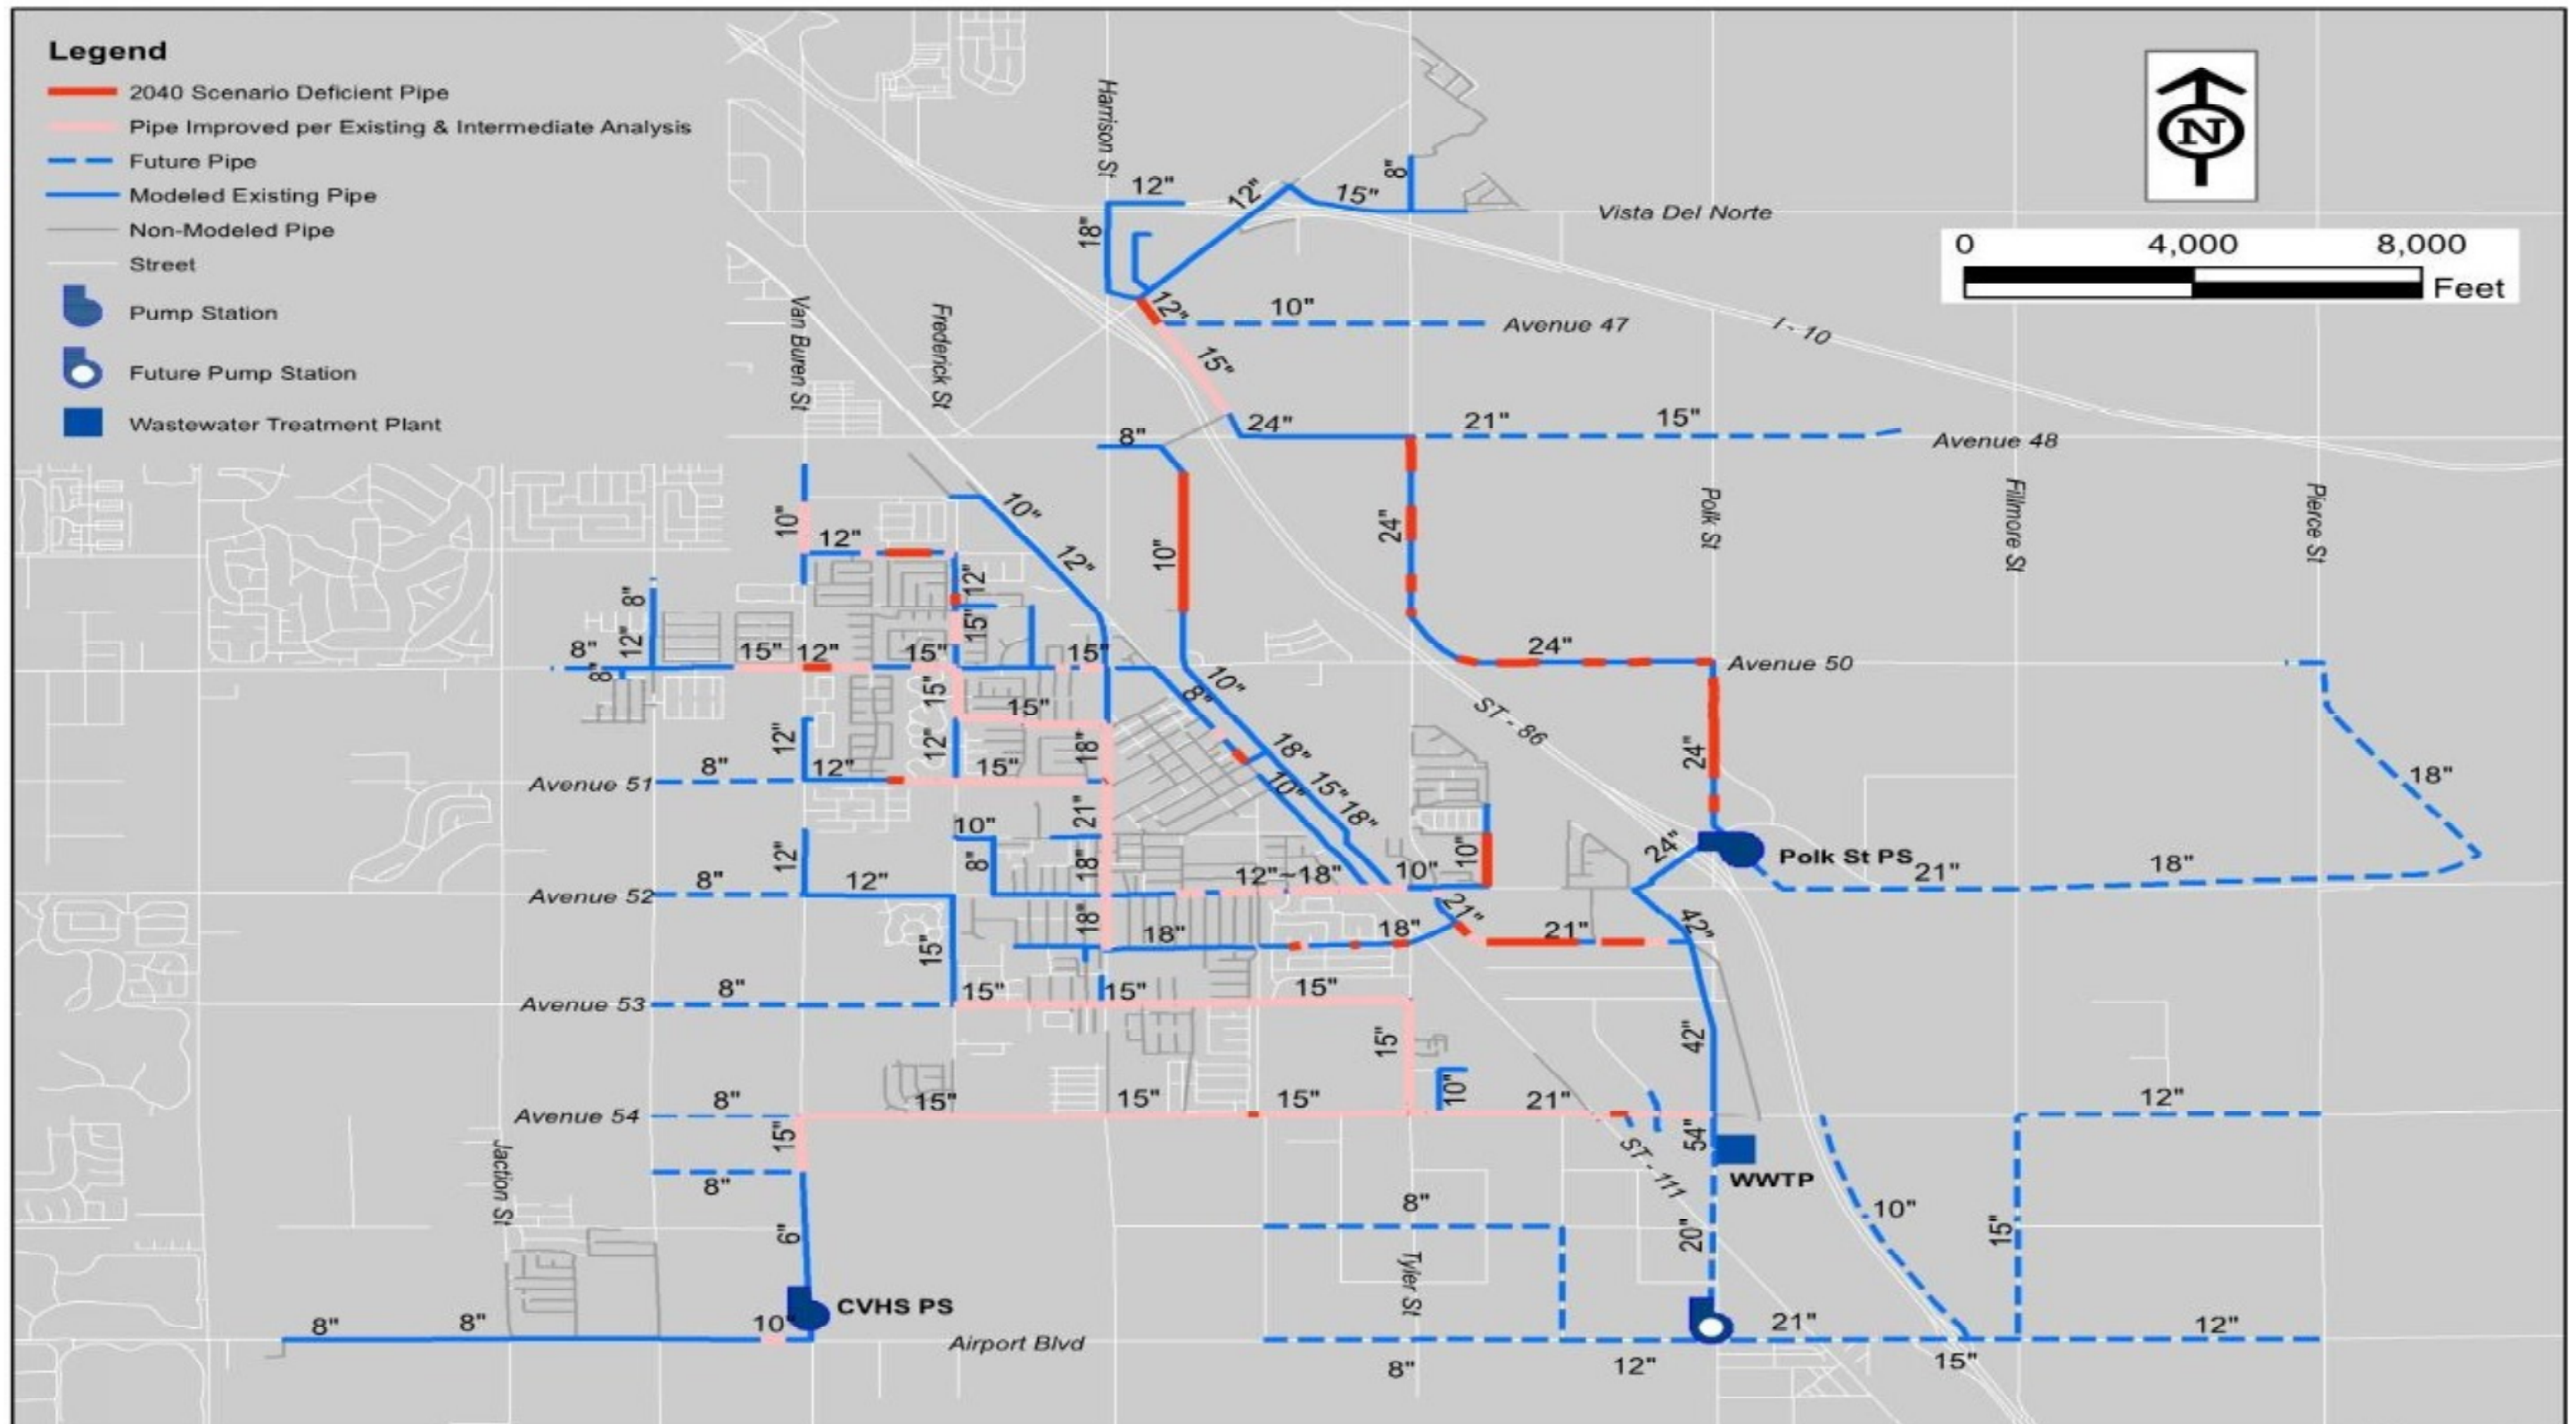 Legend
2040 Scenario Deficient Pipe
Pipe Improved per Existing & Intermediate Analysis
Future Pipe
Modeled Existing Pipe
Non-Modeled Pipe
Street
Pump Station
Future Pump Station
Wastewater Treatment Plant
N
0 4,000 8,000
Feet
Harrison St
12"
12"
15"
8"
Vista Del Norte
18"
12"
10"
Avenue 47
I - 10
Van Buren St
Frederick St
15"
8"
24"
21"
15"
Avenue 48
Polk St
Fillmore St
Pierce St
10"
10"
12"
12"
12"
10"
24"
8"
12"
15"
8"
8"
15"
12"
15"
15"
24"
Avenue 50
15"
15"
10"
8"
ST - 86
12"
12"
18"
18"
24"
18"
Avenue 51
8"
12"
15"
10"
15"
18"
21"
10"
12"
8"
18"
10"
24"
Polk St PS
21"
18"
Avenue 52
8"
12"
12"~18"
10"
21"
42"
15"
18"
18"
18"
21"
Avenue 53
8"
15"
15"
15"
15"
42"
10"
Avenue 54
8"
15"
15"
15"
21"
12"
15"
54"
Jaction St
8"
ST - 111
WWTP
6"
8"
20"
10"
15"
Tyler St
CVHS PS
8"
8"
10"
Airport Blvd
21"
12"
8"
12"
15"